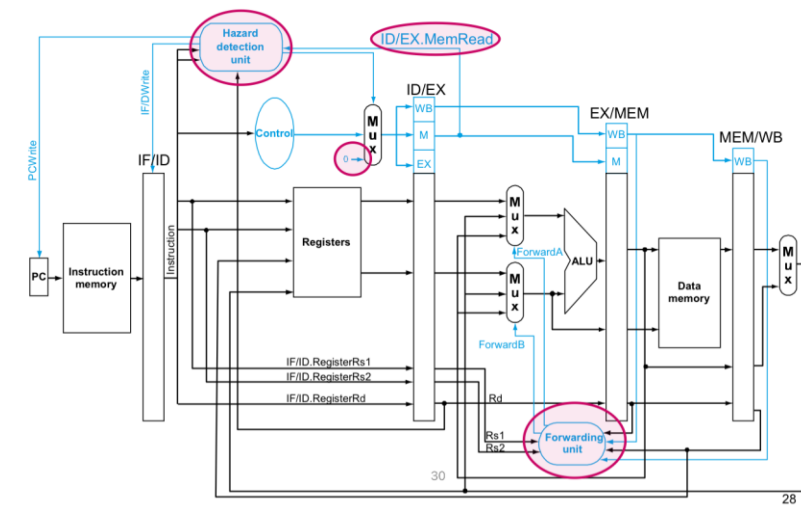 Hazard
detection
unit
ID/EX.MemRead
ID/EX
WB
M
EX
Control
0
M
u
x
EX/MEM
WB
M
MEM/WB
WB
IF/DWrite
PCWrite
IF/ID
PC
Instruction
memory
Instruction
Registers
M
u
x
ForwardA
ALU
M
u
x
ForwardB
Data
memory
M
u
x
IF/ID.RegisterRs1
IF/ID.RegisterRs2
IF/ID.RegisterRd
Rd
Rs1
Rs2
Forwarding
unit
30
28